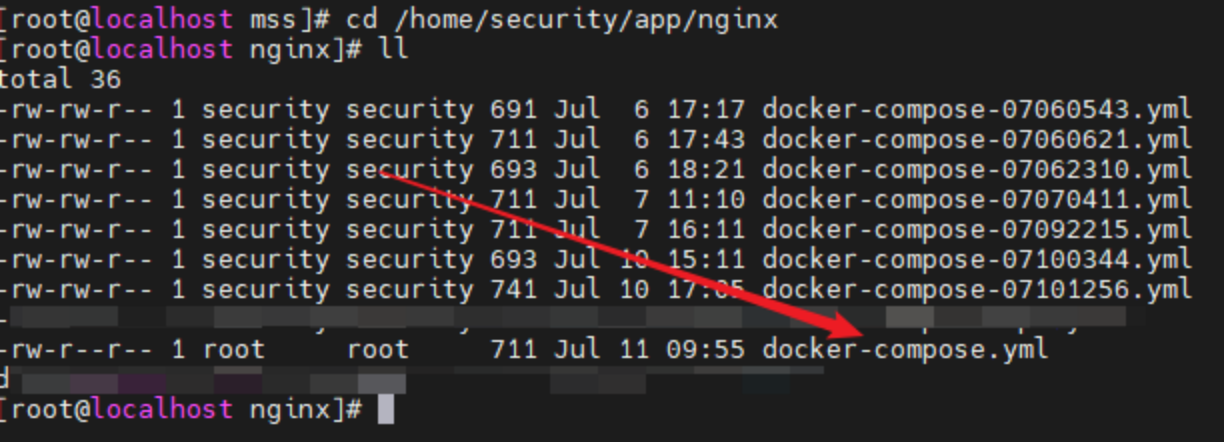 [root@localhost mss]# cd /home/security/app/nginx
[root@localhost nginx]# ll
total 36
-rw-rw-r-- 1 security security 691 Jul  6 17:17 docker-compose-07060543.yml
-rw-rw-r-- 1 security security 711 Jul  6 17:43 docker-compose-07060621.yml
-rw-rw-r-- 1 security security 693 Jul  6 18:21 docker-compose-07062310.yml
-rw-rw-r-- 1 security security 711 Jul  7 11:10 docker-compose-07070411.yml
-rw-rw-r-- 1 security security 711 Jul  7 16:11 docker-compose-07092215.yml
-rw-rw-r-- 1 security security 693 Jul 10 15:11 docker-compose-07100344.yml
-rw-rw-r-- 1 security security 741 Jul 10 17:05 docker-compose-07101256.yml
-
-rw-r--r-- 1 root     root     711 Jul 11 09:55 docker-compose.yml
d
[root@localhost nginx]#